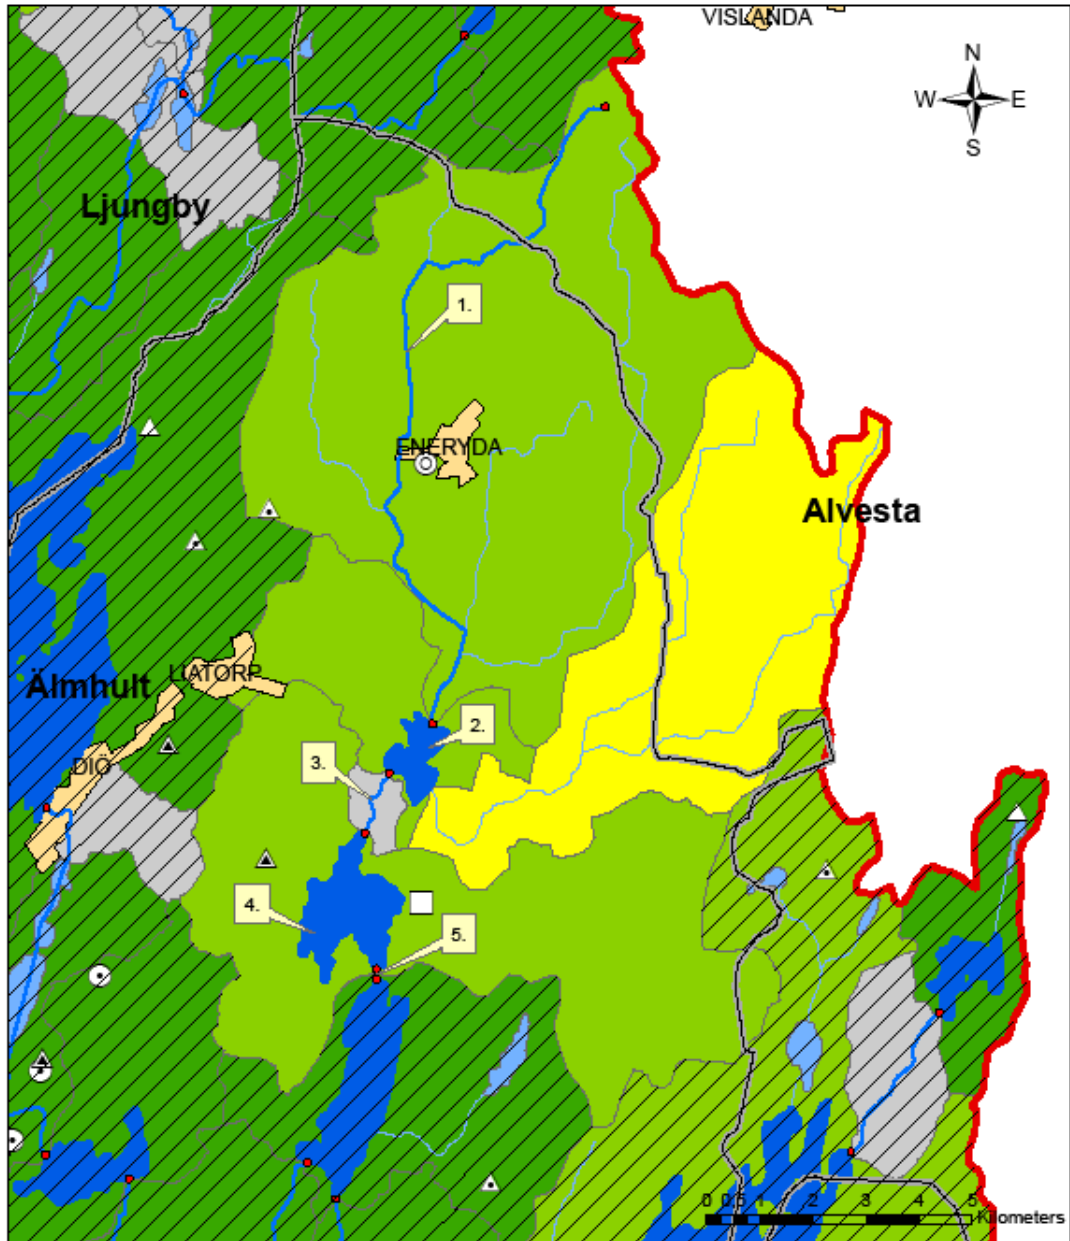 VISLANDA
N
W E
S
Ljungby
1.
ENERYDA
Alvesta
LIATORP
Älmhult
2.
3.
DIÖ
4.
5.
0 0,5 1 2 3 4 5
Kilometers